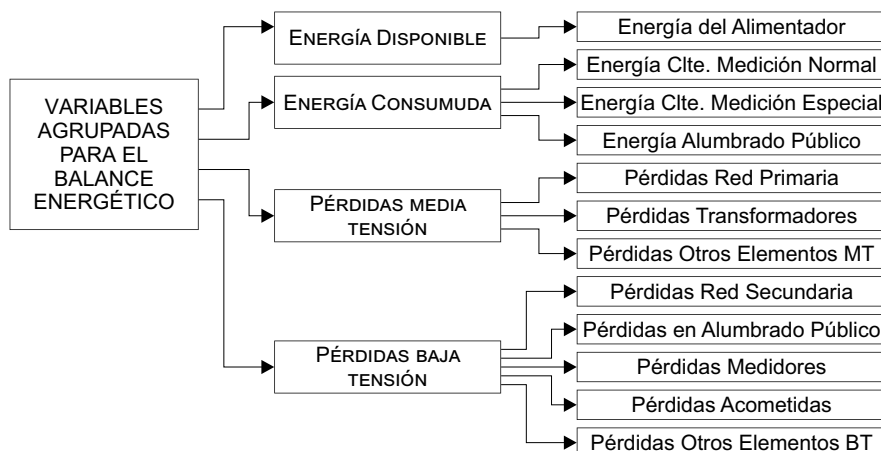 VARIABLES
AGRUPADAS
PARA EL
BALANCE
ENERGÉTICO
ENERGÍA DISPONIBLE
Energía del Alimentador
ENERGÍA CONSUMUDA
Energía Clte. Medición Normal
Energía Clte. Medición Especial
Energía Alumbrado Público
PÉRDIDAS MEDIA
TENSIÓN
Pérdidas Red Primaria
Pérdidas Transformadores
Pérdidas Otros Elementos MT
PÉRDIDAS BAJA
TENSIÓN
Pérdidas Red Secundaria
Pérdidas en Alumbrado Público
Pérdidas Medidores
Pérdidas Acometidas
Pérdidas Otros Elementos BT